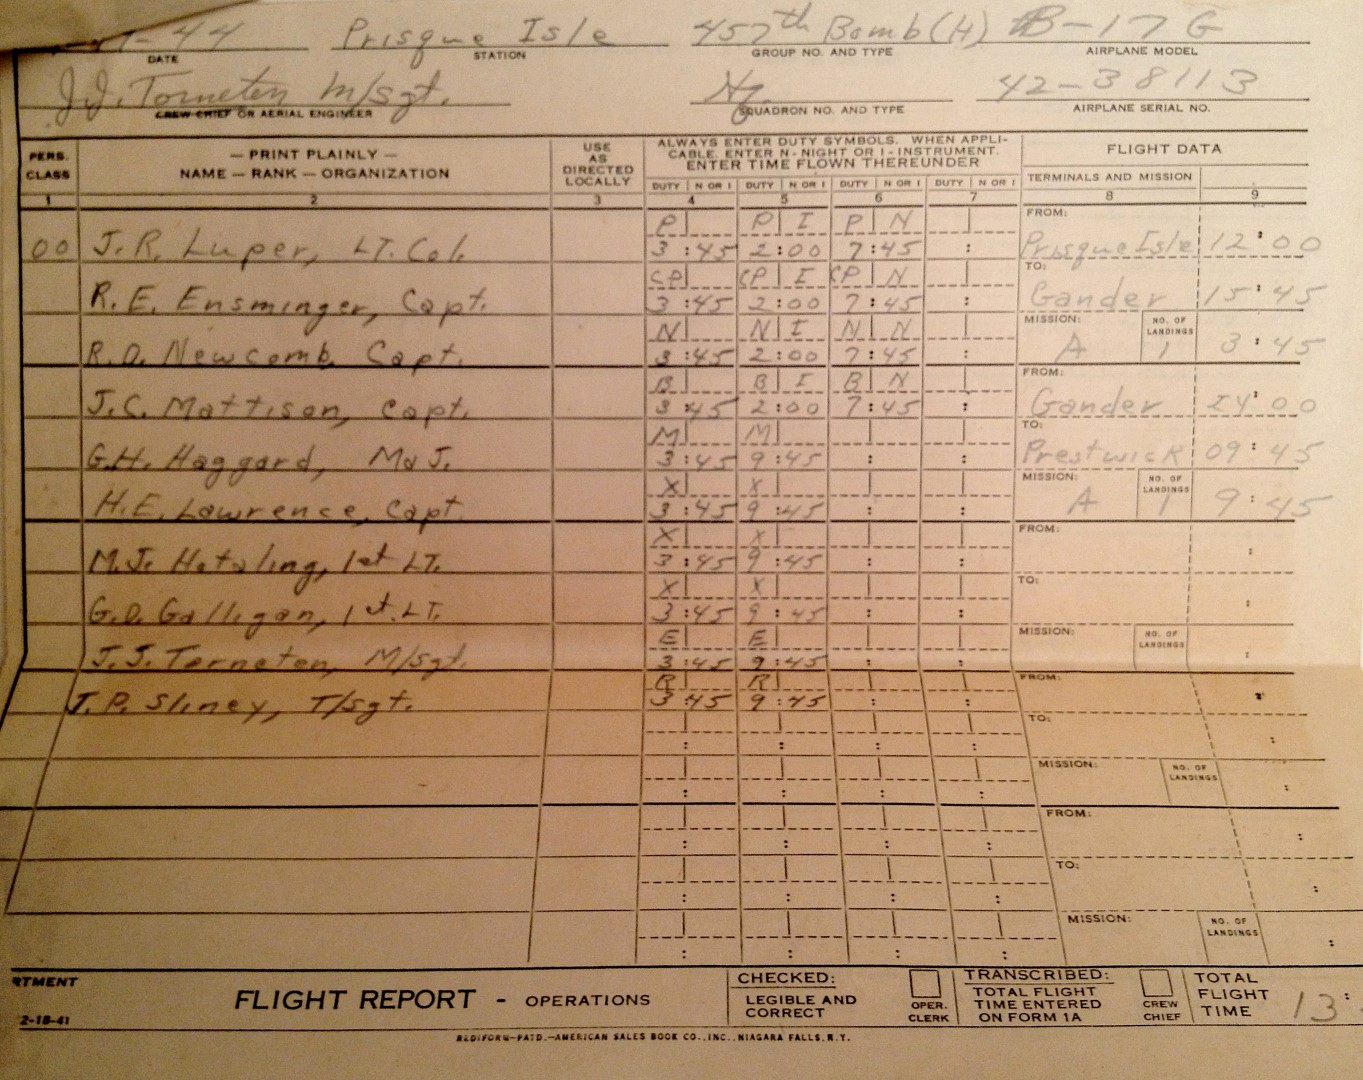 -44 Prisque Isle 457th Bomb (H) B-17 G
DATE STATION GROUP NO. AND TYPE AIRPLANE MODEL
J.J. Torneten M/sgt. Hq. 42-38113
CREW CHIEF OR AERIAL ENGINEER SQUADRON NO. AND TYPE AIRPLANE SERIAL NO.
PERS. CLASS — PRINT PLAINLY — NAME — RANK — ORGANIZATION USE AS DIRECTED LOCALLY ALWAYS ENTER DUTY SYMBOLS. WHEN APPLICABLE, ENTER N-NIGHT OR I-INSTRUMENT. ENTER TIME FLOWN THEREUNDER FLIGHT DATA
DUTY N OR I DUTY N OR I DUTY N OR I DUTY N OR I TERMINALS AND MISSION
1 2 3 4 5 6 7 8 9
P P I P N FROM:
00 J.R. Luper, LT. Col. 3:45 2:00 7:45 : Prisque Isle 12:00
CP CP I CP N TO:
R.E. Ensminger, Capt. 3:45 2:00 7:45 : Gander 15:45
N N I N N MISSION: NO. OF LANDINGS
R.O. Newcomb, Capt. 3:45 2:00 7:45 : A 1 3:45
B B I B N FROM:
J.C. Mattison, Capt. 3:45 2:00 7:45 : Gander 24:00
M M TO:
G.H. Haggard, Maj. 3:45 9:45 : : Prestwick 09:45
X X MISSION: NO. OF LANDINGS
H.E. Lawrence, Capt 3:45 9:45 : : A 1 9:45
X X FROM:
M.J. Hetaling, 1st LT. 3:45 9:45 : : :
X X TO:
G.O. Galligan, 1st. LT. 3:45 9:45 : : :
E E MISSION: NO. OF LANDINGS
J.J. Torneten, M/sgt. 3:45 9:45 : : :
R R FROM:
J.P. Sliney, T/sgt. 3:45 9:45 : : :
TO:
: : : : :
MISSION: NO. OF LANDINGS
: : : : :
FROM:
: : : : :
TO:
: : : : :
MISSION: NO. OF LANDINGS
: : : : :
RTMENT
2-18-41
FLIGHT REPORT - OPERATIONS
CHECKED:
LEGIBLE AND CORRECT
OPER. CLERK
TRANSCRIBED:
TOTAL FLIGHT TIME ENTERED ON FORM 1A
CREW CHIEF
TOTAL FLIGHT TIME 13:
REDIFORM—PATD.—AMERICAN SALES BOOK CO., INC., NIAGARA FALLS, N.Y.